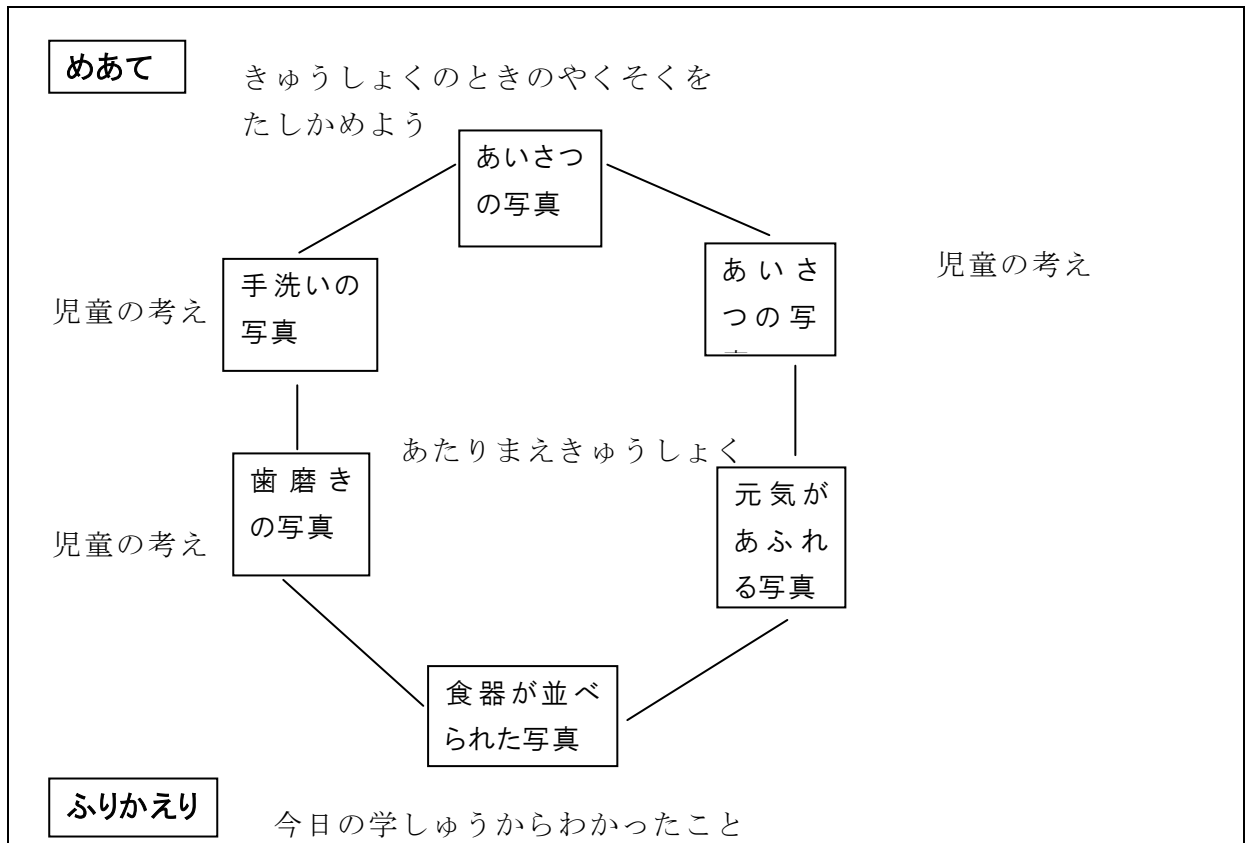 めあて
きゅうしょくのときのやくそくを
たしかめよう
あいさつ
の写真
あいさ
つの写
児童の考え
手洗いの
写真
児童の考え
あたりまえきゅうしょく
歯磨き
の写真
児童の考え
元気が
あふれ
る写真
食器が並べ
られた写真
ふりかえり
今日の学しゅうからわかったこと